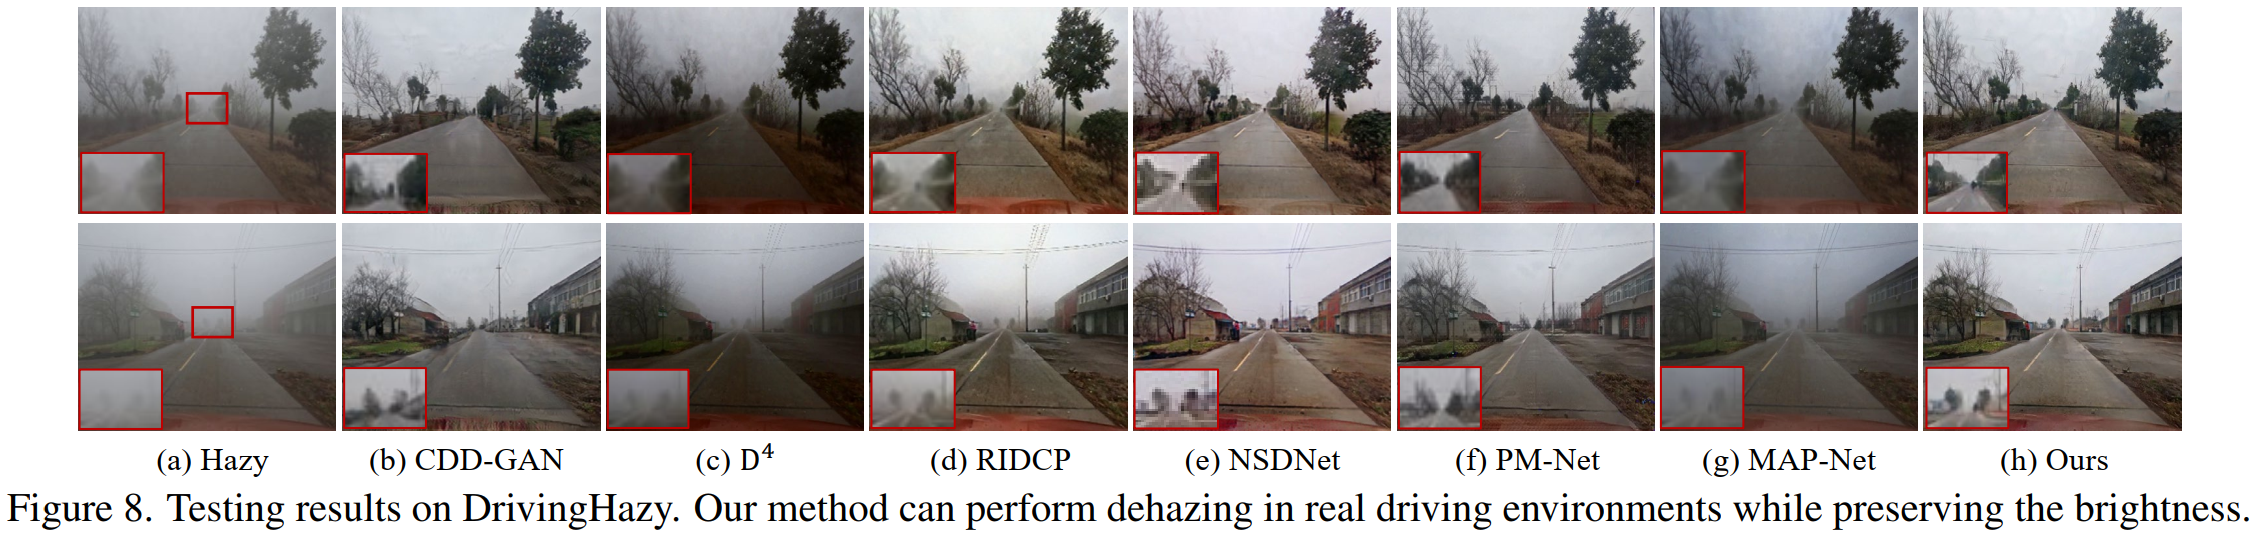 (a) Hazy (b) CDD-GAN (c) D⁴ (d) RIDCP (e) NSDNet (f) PM-Net (g) MAP-Net (h) Ours
Figure 8. Testing results on DrivingHazy. Our method can perform dehazing in real driving environments while preserving the brightness.